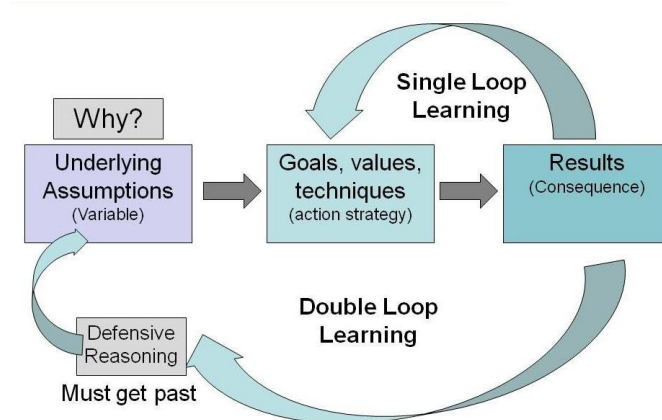 Single Loop
Learning
Why?
Underlying
Assumptions
(Variable)
Goals, values,
techniques
(action strategy)
Results
(Consequence)
Double Loop
Learning
Defensive
Reasoning
Must get past